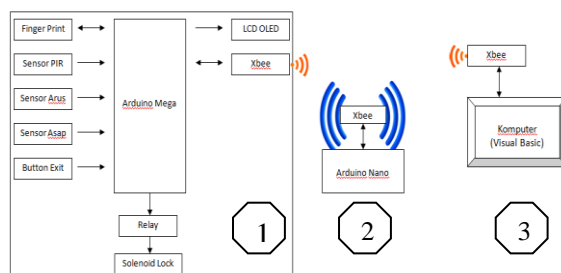 Finger Print
Sensor PIR
Sensor Arus
Sensor Asap
Button Exit
Arduino Mega
LCD OLED
Xbee
Relay
Solenoid Lock
1
Xbee
Arduino Nano
2
Xbee
Komputer
(Visual Basic)
3